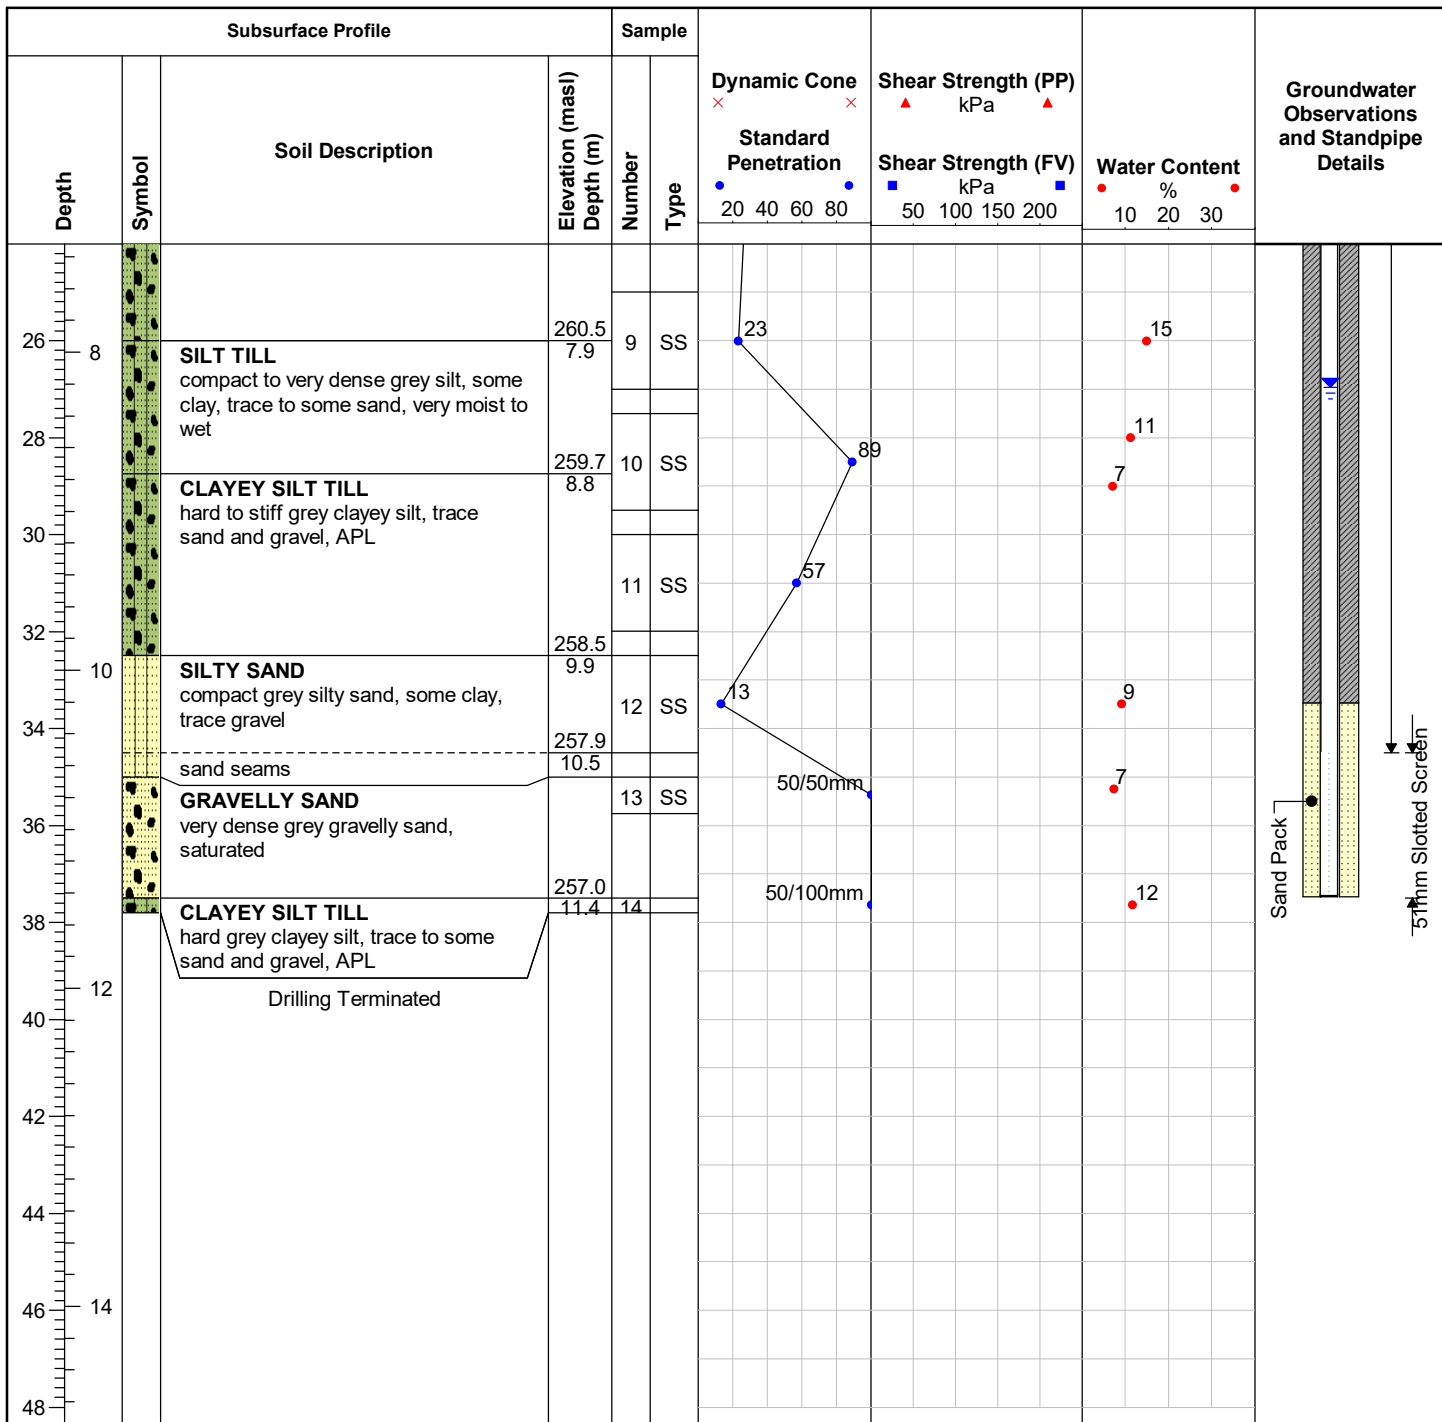 Subsurface Profile
Sample
Depth
Symbol
Soil Description
Elevation (masl)
Depth (m)
Number
Type
Dynamic Cone
Standard
Penetration
20 40 60 80
Shear Strength (PP)
kPa
Shear Strength (FV)
kPa
50 100 150 200
Water Content
%
10 20 30
Groundwater
Observations
and Standpipe
Details
26
28
30
32
34
36
38
40
42
44
46
48
8
10
12
14
260.5
7.9
SILT TILL
compact to very dense grey silt, some
clay, trace to some sand, very moist to
wet
259.7
8.8
CLAYEY SILT TILL
hard to stiff grey clayey silt, trace
sand and gravel, APL
258.5
9.9
SILTY SAND
compact grey silty sand, some clay,
trace gravel
257.9
10.5
sand seams
GRAVELLY SAND
very dense grey gravelly sand,
saturated
257.0
11.4
CLAYEY SILT TILL
hard grey clayey silt, trace to some
sand and gravel, APL
Drilling Terminated
9 SS
10 SS
11 SS
12 SS
13 SS
14
23
89
57
13
50/50mm
50/100mm
15
11
7
9
7
12
Sand Pack
51mm Slotted Screen